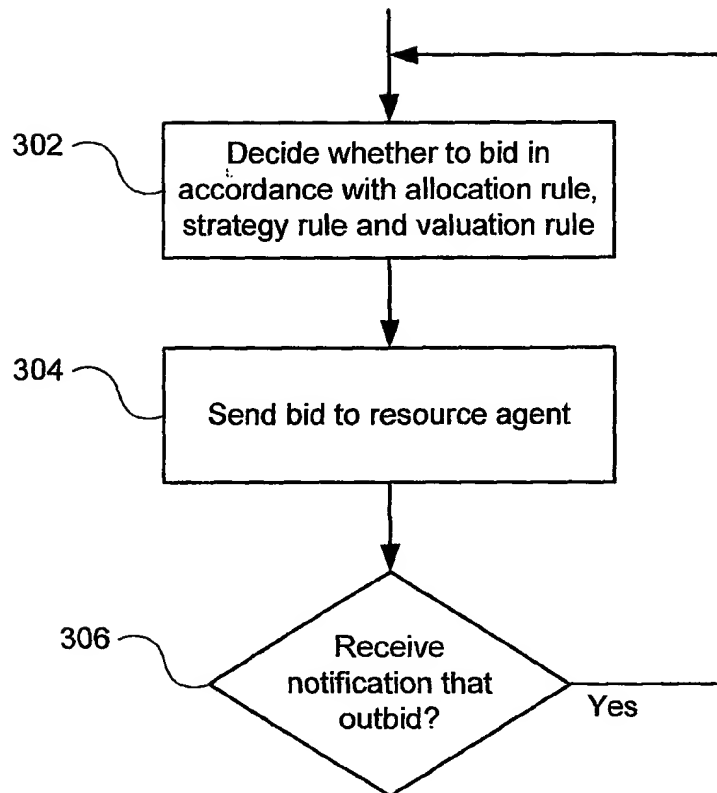 302
Decide whether to bid in
accordance with allocation rule,
strategy rule and valuation rule
304
Send bid to resource agent
306
Receive
notification that
outbid?
Yes